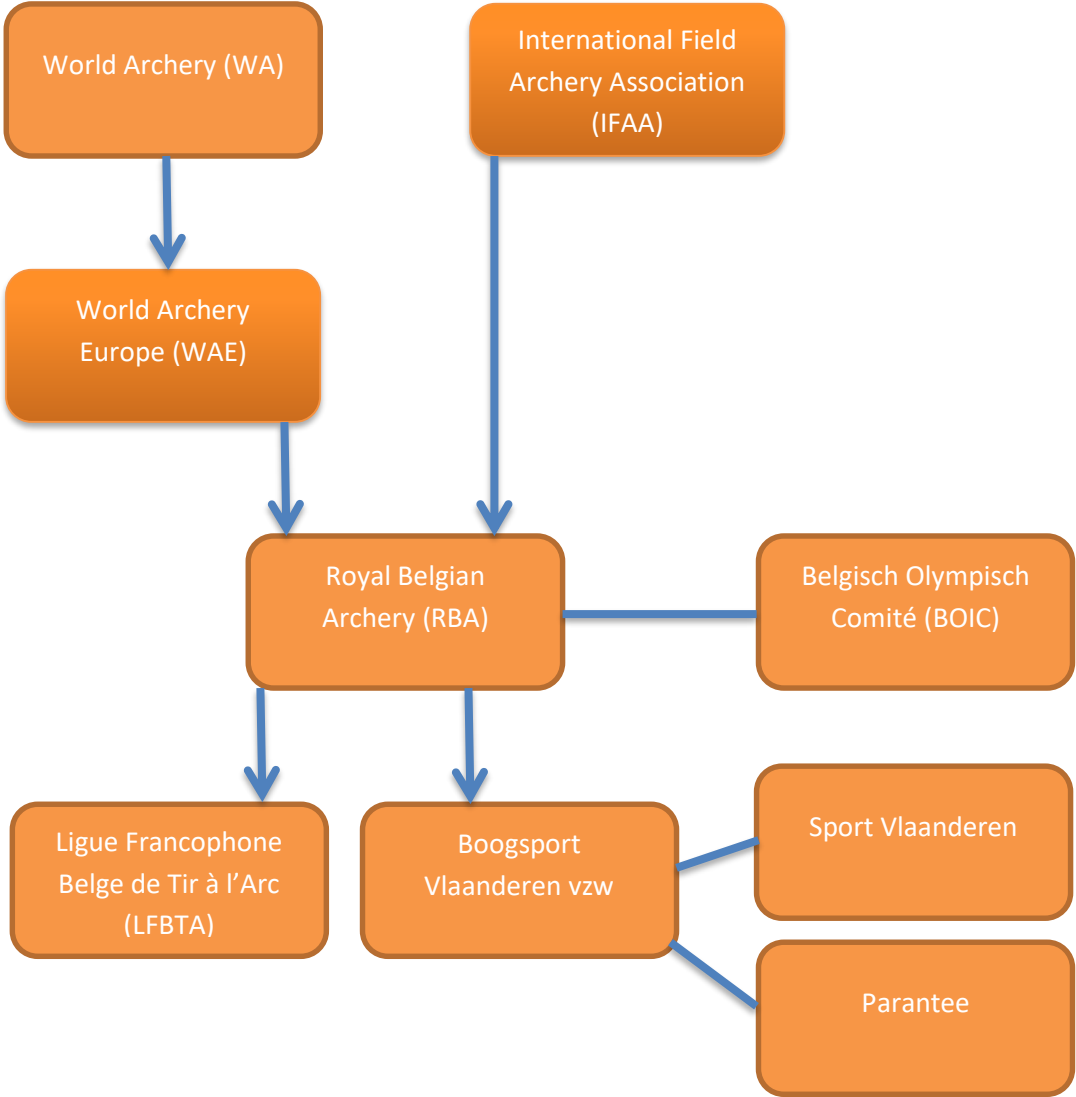 World Archery (WA)
International Field
Archery Association
(IFAA)
World Archery
Europe (WAE)
Royal Belgian
Archery (RBA)
Belgisch Olympisch
Comité (BOIC)
Ligue Francophone
Belge de Tir à l’Arc
(LFBTA)
Boogsport
Vlaanderen vzw
Sport Vlaanderen
Parantee